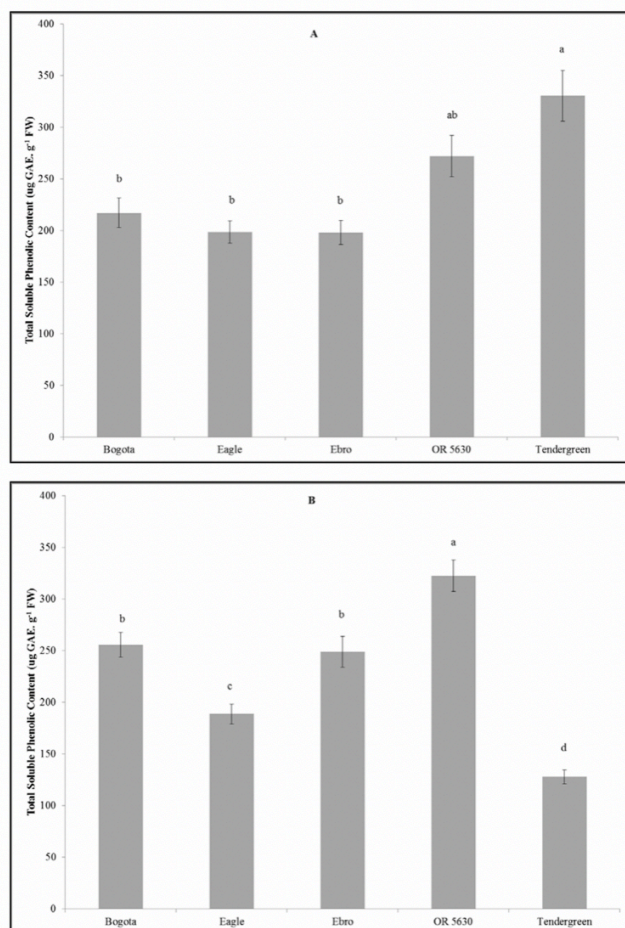 A
Total Soluble Phenolic Content (ug GAE. g⁻¹ FW)
400
350
300
250
200
150
100
50
0
b
b
b
ab
a
Bogota
Eagle
Ebro
OR 5630
Tendergreen
B
Total Soluble Phenolic Content (ug GAE. g⁻¹ FW)
400
350
300
250
200
150
100
50
0
b
c
b
a
d
Bogota
Eagle
Ebro
OR 5630
Tendergreen